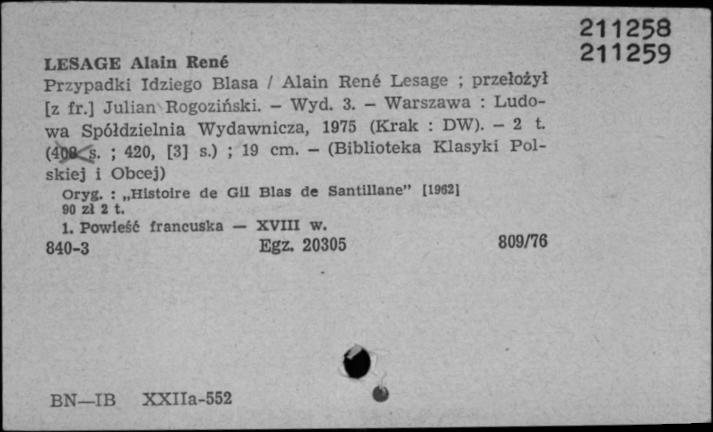 211258
211259
LESAGE Alain René
Przypadki Idziego Blasa / Alain René Lesage ; przełożył
[z fr.] Julian Rogoziński. — Wyd. 3. — Warszawa : Ludo-
wa Spółdzielnia Wydawnicza, 1975 (Krak : DW). — 2 t.
(408 s. ; 420, [3] s.) ; 19 cm. — (Biblioteka Klasyki Pol-
skiej i Obcej)
Oryg. : „Histoire de Gil Blas de Santillane” [1962]
90 zł 2 t.
1. Powieść francuska — XVIII w.
840-3 Egz. 20305 809/76
BN—IB XXIIa-552